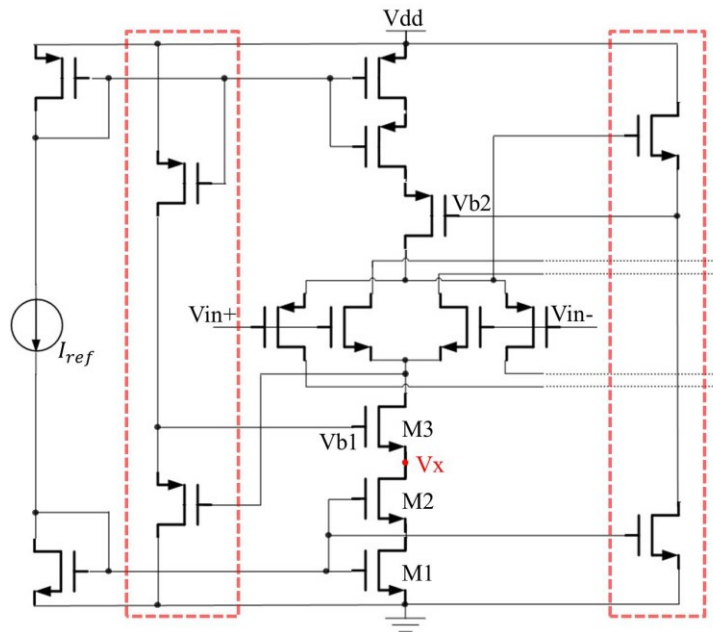 Vdd
Vb2
Vin+
Vin-
I_ref
Vb1
M3
Vx
M2
M1